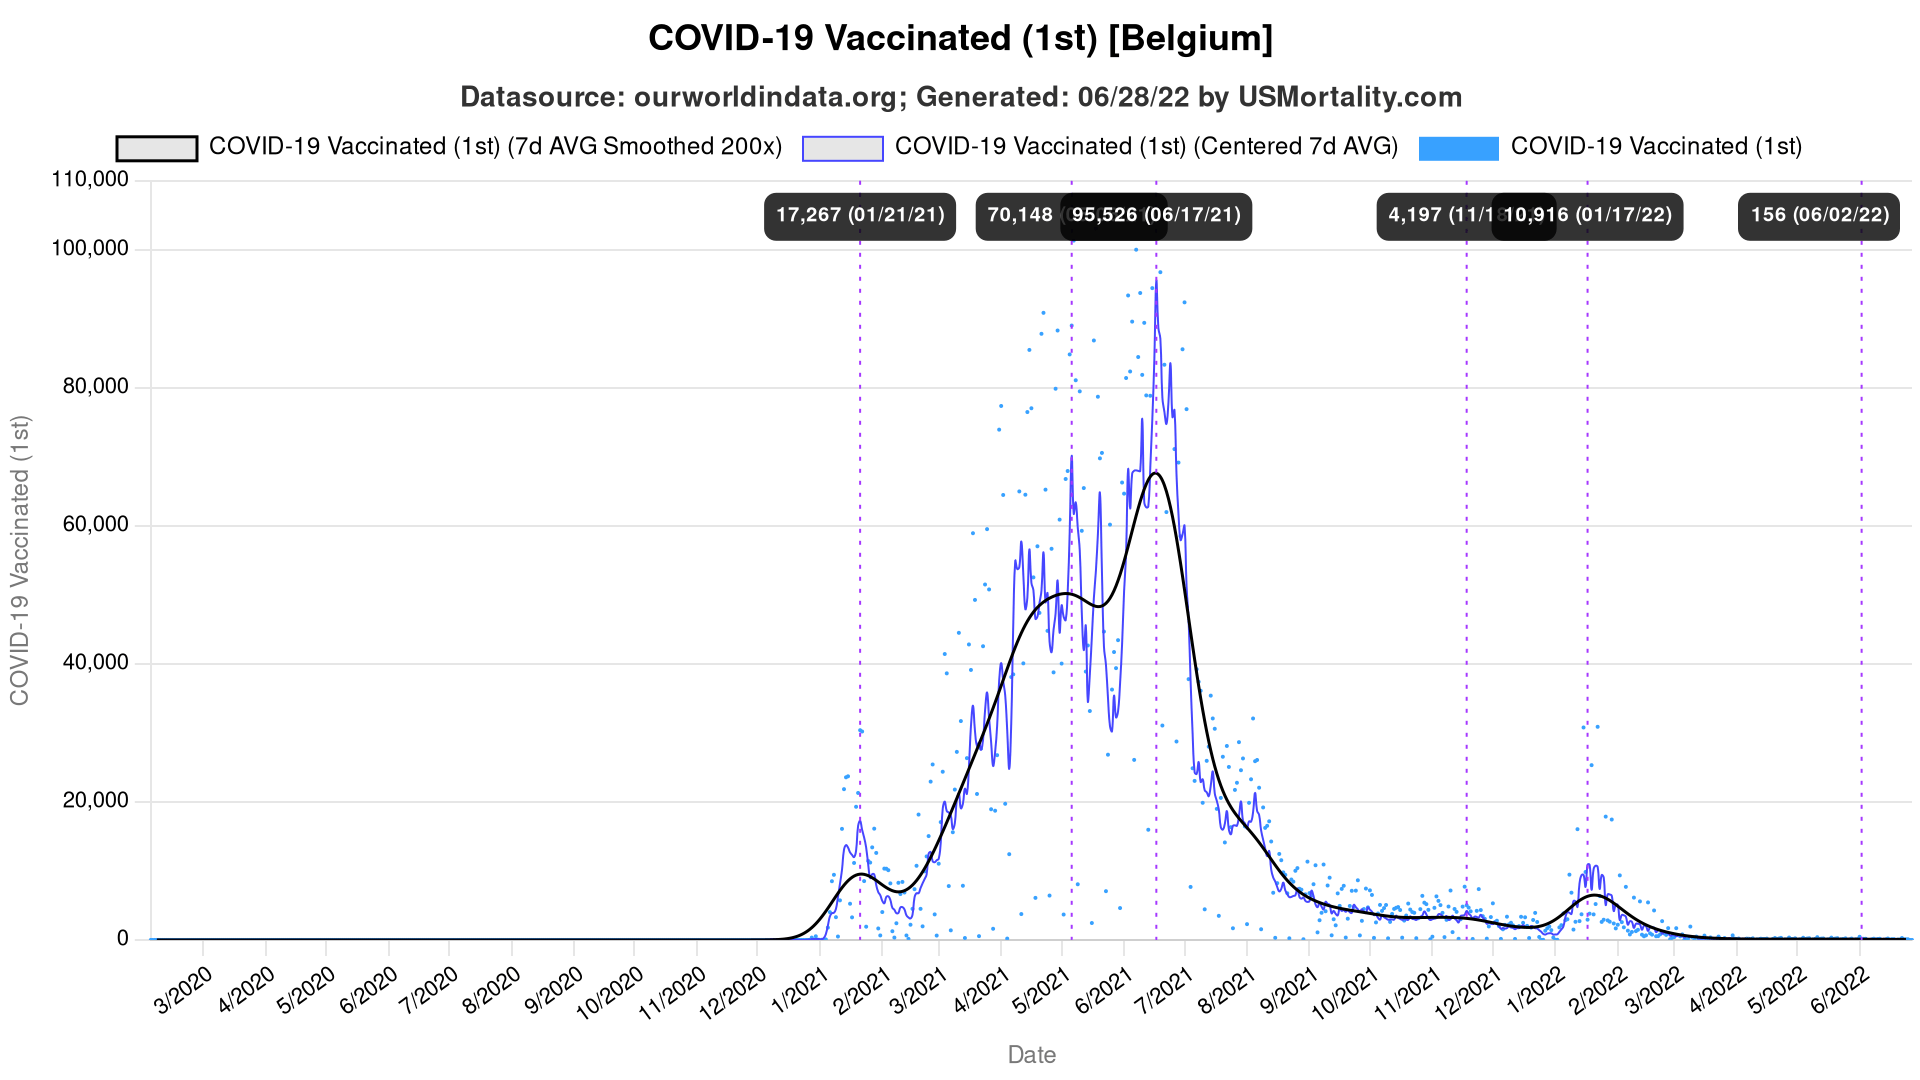 COVID-19 Vaccinated (1st) [Belgium]
Datasource: ourworldindata.org; Generated: 06/28/22 by USMortality.com
COVID-19 Vaccinated (1st) (7d AVG Smoothed 200x) COVID-19 Vaccinated (1st) (Centered 7d AVG) COVID-19 Vaccinated (1st)
110,000
17,267 (01/21/21) 70,148 95,526 (06/17/21) 4,197 (11/18 10,916 (01/17/22) 156 (06/02/22)
100,000
80,000
60,000
40,000
20,000
0
COVID-19 Vaccinated (1st)
3/2020 4/2020 5/2020 6/2020 7/2020 8/2020 9/2020 10/2020 11/2020 12/2020 1/2021 2/2021 3/2021 4/2021 5/2021 6/2021 7/2021 8/2021 9/2021 10/2021 11/2021 12/2021 1/2022 2/2022 3/2022 4/2022 5/2022 6/2022
Date